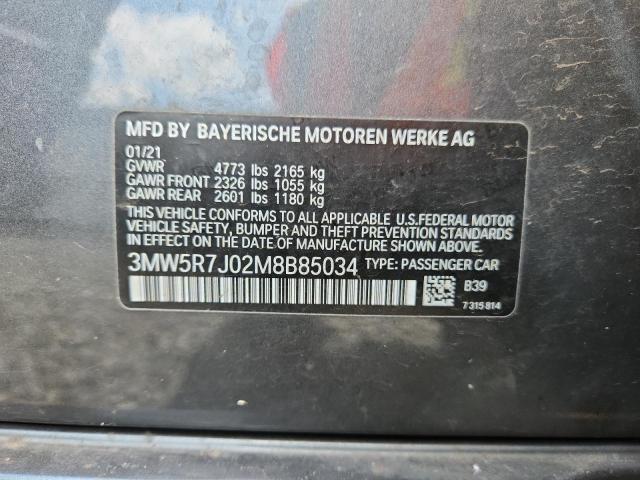 MFD BY BAYERISCHE MOTOREN WERKE AG
01/21
GVWR 4773 lbs 2165 kg
GAWR FRONT 2326 lbs 1055 kg
GAWR REAR 2601 lbs 1180 kg
THIS VEHICLE CONFORMS TO ALL APPLICABLE U.S.FEDERAL MOTOR
VEHICLE SAFETY, BUMPER AND THEFT PREVENTION STANDARDS
IN EFFECT ON THE DATE OF MANUFACTURE SHOWN ABOVE.
3MW5R7J02M8B85034 TYPE: PASSENGER CAR
B39
7 315 814